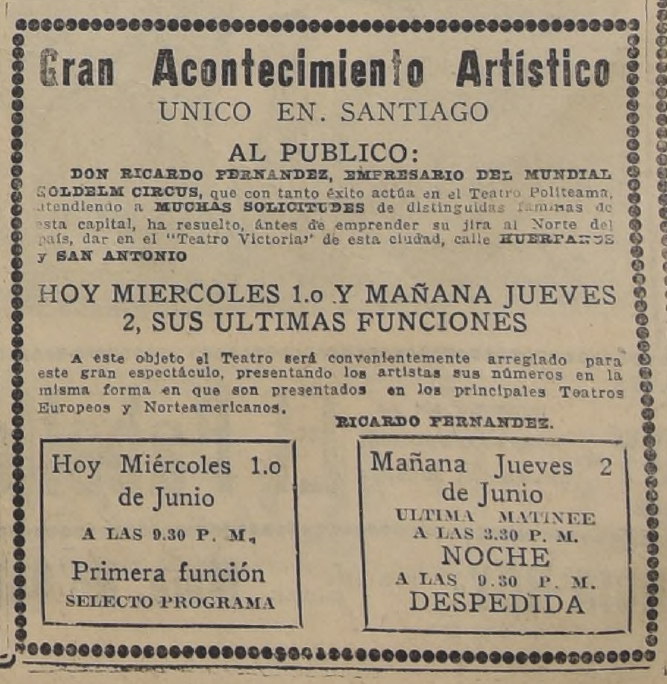 Gran Acontecimiento Artístico
UNICO EN. SANTIAGO
AL PUBLICO:
DON RICARDO FERNANDEZ, EMPRESARIO DEL MUNDIAL
GOLDELM CIRCUS, que con tanto éxito actúa en el Teatro Politeama,
atendiendo a MUCHAS SOLICITUDES de distinguidas familias de
esta capital, ha resuelto, ántes de emprender su jira al Norte del
país, dar en el "Teatro Victoria" de esta ciudad, calle HUERFANOS
y SAN ANTONIO
HOY MIERCOLES 1.o Y MAÑANA JUEVES
2, SUS ULTIMAS FUNCIONES
A este objeto el Teatro será convenientemente arreglado para
este gran espectáculo, presentando los artistas sus números en la
misma forma en que son presentados en los principales Teatros
Europeos y Norteamericanos.
RICARDO FERNANDEZ.
Hoy Miércoles 1.o
de Junio
A LAS 9.30 P. M.
Primera función
SELECTO PROGRAMA
Mañana Jueves 2
de Junio
ULTIMA MATINEE
A LAS 3.30 P. M.
NOCHE
A LAS 9.30 P. M.
DESPEDIDA